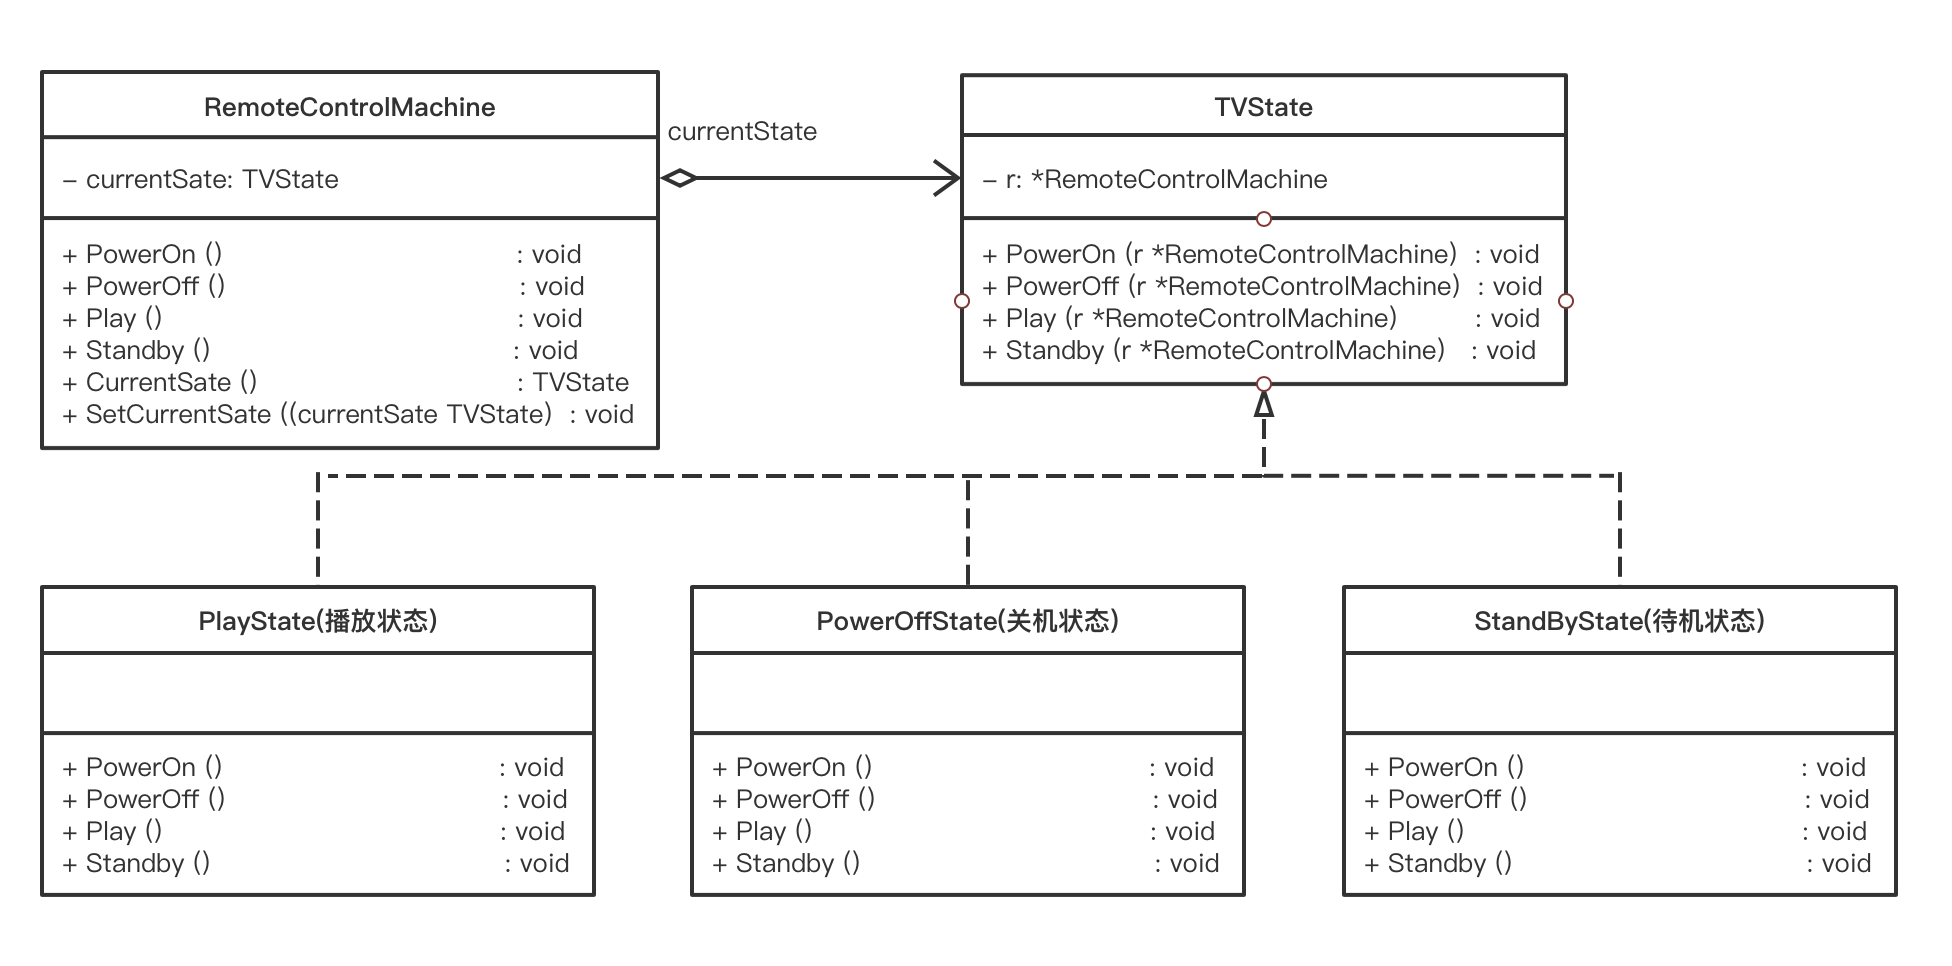 RemoteControlMachine
- currentSate: TVState
+ PowerOn () : void
+ PowerOff () : void
+ Play () : void
+ Standby () : void
+ CurrentSate () : TVState
+ SetCurrentSate ((currentSate TVState) : void
currentState
TVState
- r: *RemoteControlMachine
+ PowerOn (r *RemoteControlMachine) : void
+ PowerOff (r *RemoteControlMachine) : void
+ Play (r *RemoteControlMachine) : void
+ Standby (r *RemoteControlMachine) : void
PlayState(播放状态)
+ PowerOn () : void
+ PowerOff () : void
+ Play () : void
+ Standby () : void
PowerOffState(关机状态)
+ PowerOn () : void
+ PowerOff () : void
+ Play () : void
+ Standby () : void
StandByState(待机状态)
+ PowerOn () : void
+ PowerOff () : void
+ Play () : void
+ Standby () : void